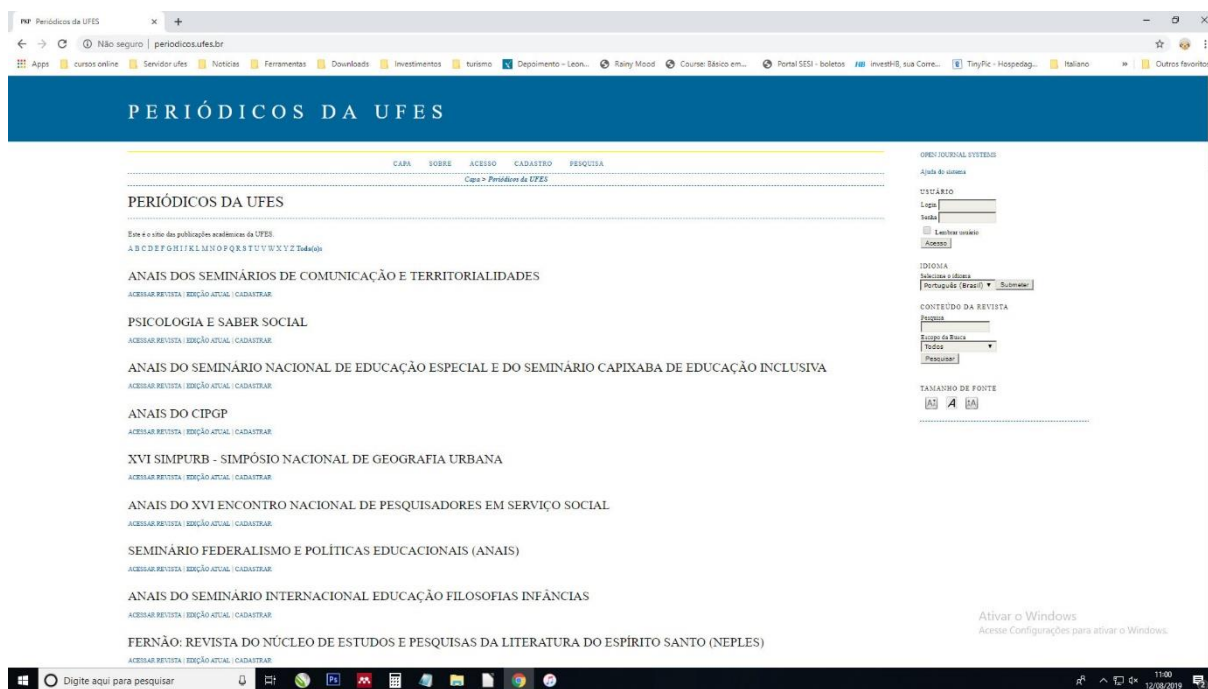 PKP Periódicos da UFES
Não seguro | periodicos.ufes.br
Apps cursos online Servidor ufes Notícias Ferramentas Downloads Investimentos turismo Depoimento – Leon... Rainy Mood Course: Básico em... Portal SESI - boletos investHB, sua Corre... TinyPic - Hospedag... Italiano » Outros favoritos
PERIÓDICOS DA UFES
CAPA SOBRE ACESSO CADASTRO PESQUISA
Capa > Periódicos da UFES
PERIÓDICOS DA UFES
Este é o sítio das publicações acadêmicas da UFES.
A B C D E F G H I J K L M N O P Q R S T U V W X Y Z Todo(a)s
ANAIS DOS SEMINÁRIOS DE COMUNICAÇÃO E TERRITORIALIDADES
ACESSAR REVISTA | EDIÇÃO ATUAL | CADASTRAR
PSICOLOGIA E SABER SOCIAL
ACESSAR REVISTA | EDIÇÃO ATUAL | CADASTRAR
ANAIS DO SEMINÁRIO NACIONAL DE EDUCAÇÃO ESPECIAL E DO SEMINÁRIO CAPIXABA DE EDUCAÇÃO INCLUSIVA
ACESSAR REVISTA | EDIÇÃO ATUAL | CADASTRAR
ANAIS DO CIPGP
ACESSAR REVISTA | EDIÇÃO ATUAL | CADASTRAR
XVI SIMPURB - SIMPÓSIO NACIONAL DE GEOGRAFIA URBANA
ACESSAR REVISTA | EDIÇÃO ATUAL | CADASTRAR
ANAIS DO XVI ENCONTRO NACIONAL DE PESQUISADORES EM SERVIÇO SOCIAL
ACESSAR REVISTA | EDIÇÃO ATUAL | CADASTRAR
SEMINÁRIO FEDERALISMO E POLÍTICAS EDUCACIONAIS (ANAIS)
ACESSAR REVISTA | EDIÇÃO ATUAL | CADASTRAR
ANAIS DO SEMINÁRIO INTERNACIONAL EDUCAÇÃO FILOSOFIAS INFÂNCIAS
ACESSAR REVISTA | EDIÇÃO ATUAL | CADASTRAR
FERNÃO: REVISTA DO NÚCLEO DE ESTUDOS E PESQUISAS DA LITERATURA DO ESPÍRITO SANTO (NEPLES)
ACESSAR REVISTA | EDIÇÃO ATUAL | CADASTRAR
OPEN JOURNAL SYSTEMS
Ajuda do sistema
USUÁRIO
Login
Senha
Lembrar usuário
Acesso
IDIOMA
Selecione o idioma
Português (Brasil) Submeter
CONTEÚDO DA REVISTA
Pesquisa
Escopo da Busca
Todos
Pesquisar
TAMANHO DE FONTE
Ativar o Windows
Acesse Configurações para ativar o Windows.
Digite aqui para pesquisar
Ps
11:00
12/08/2019